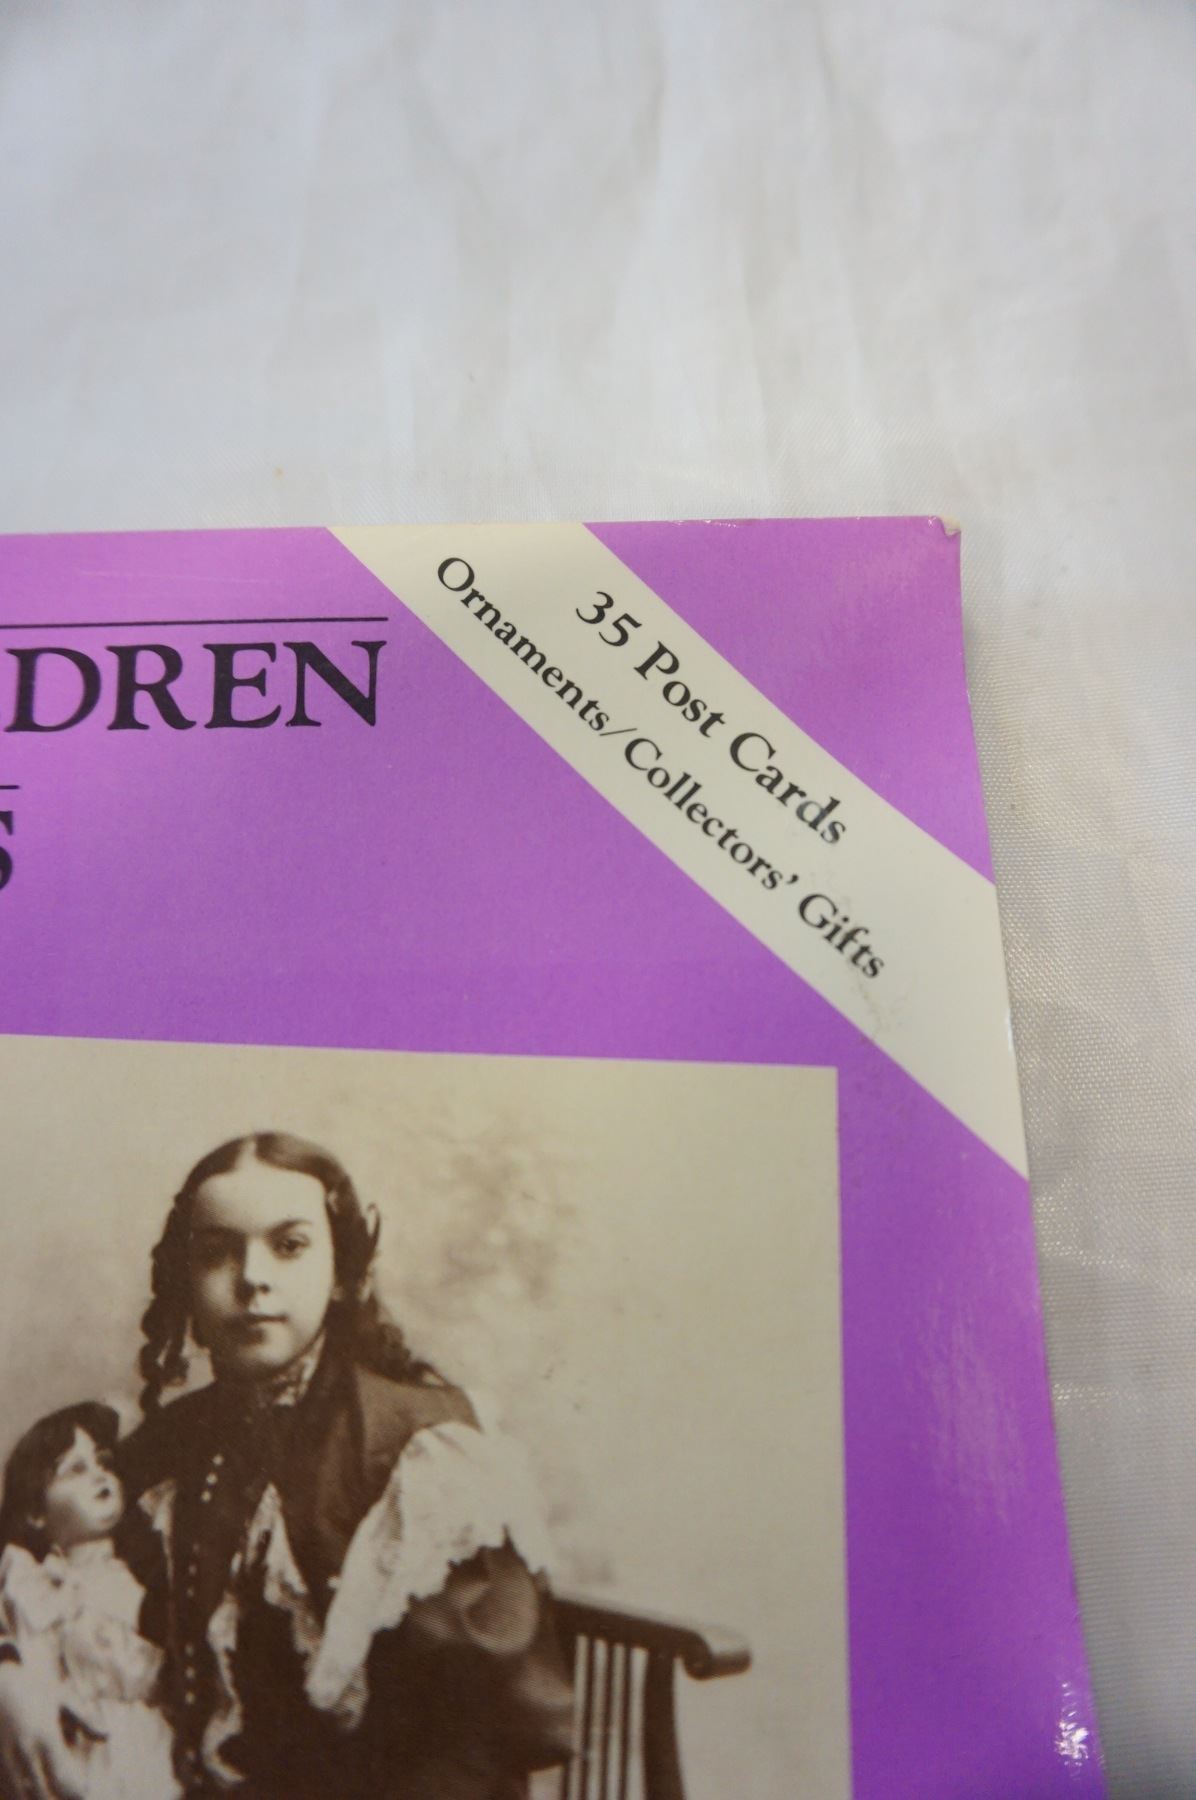 DREN
S
35 Post Cards
Ornaments/Collectors' Gifts